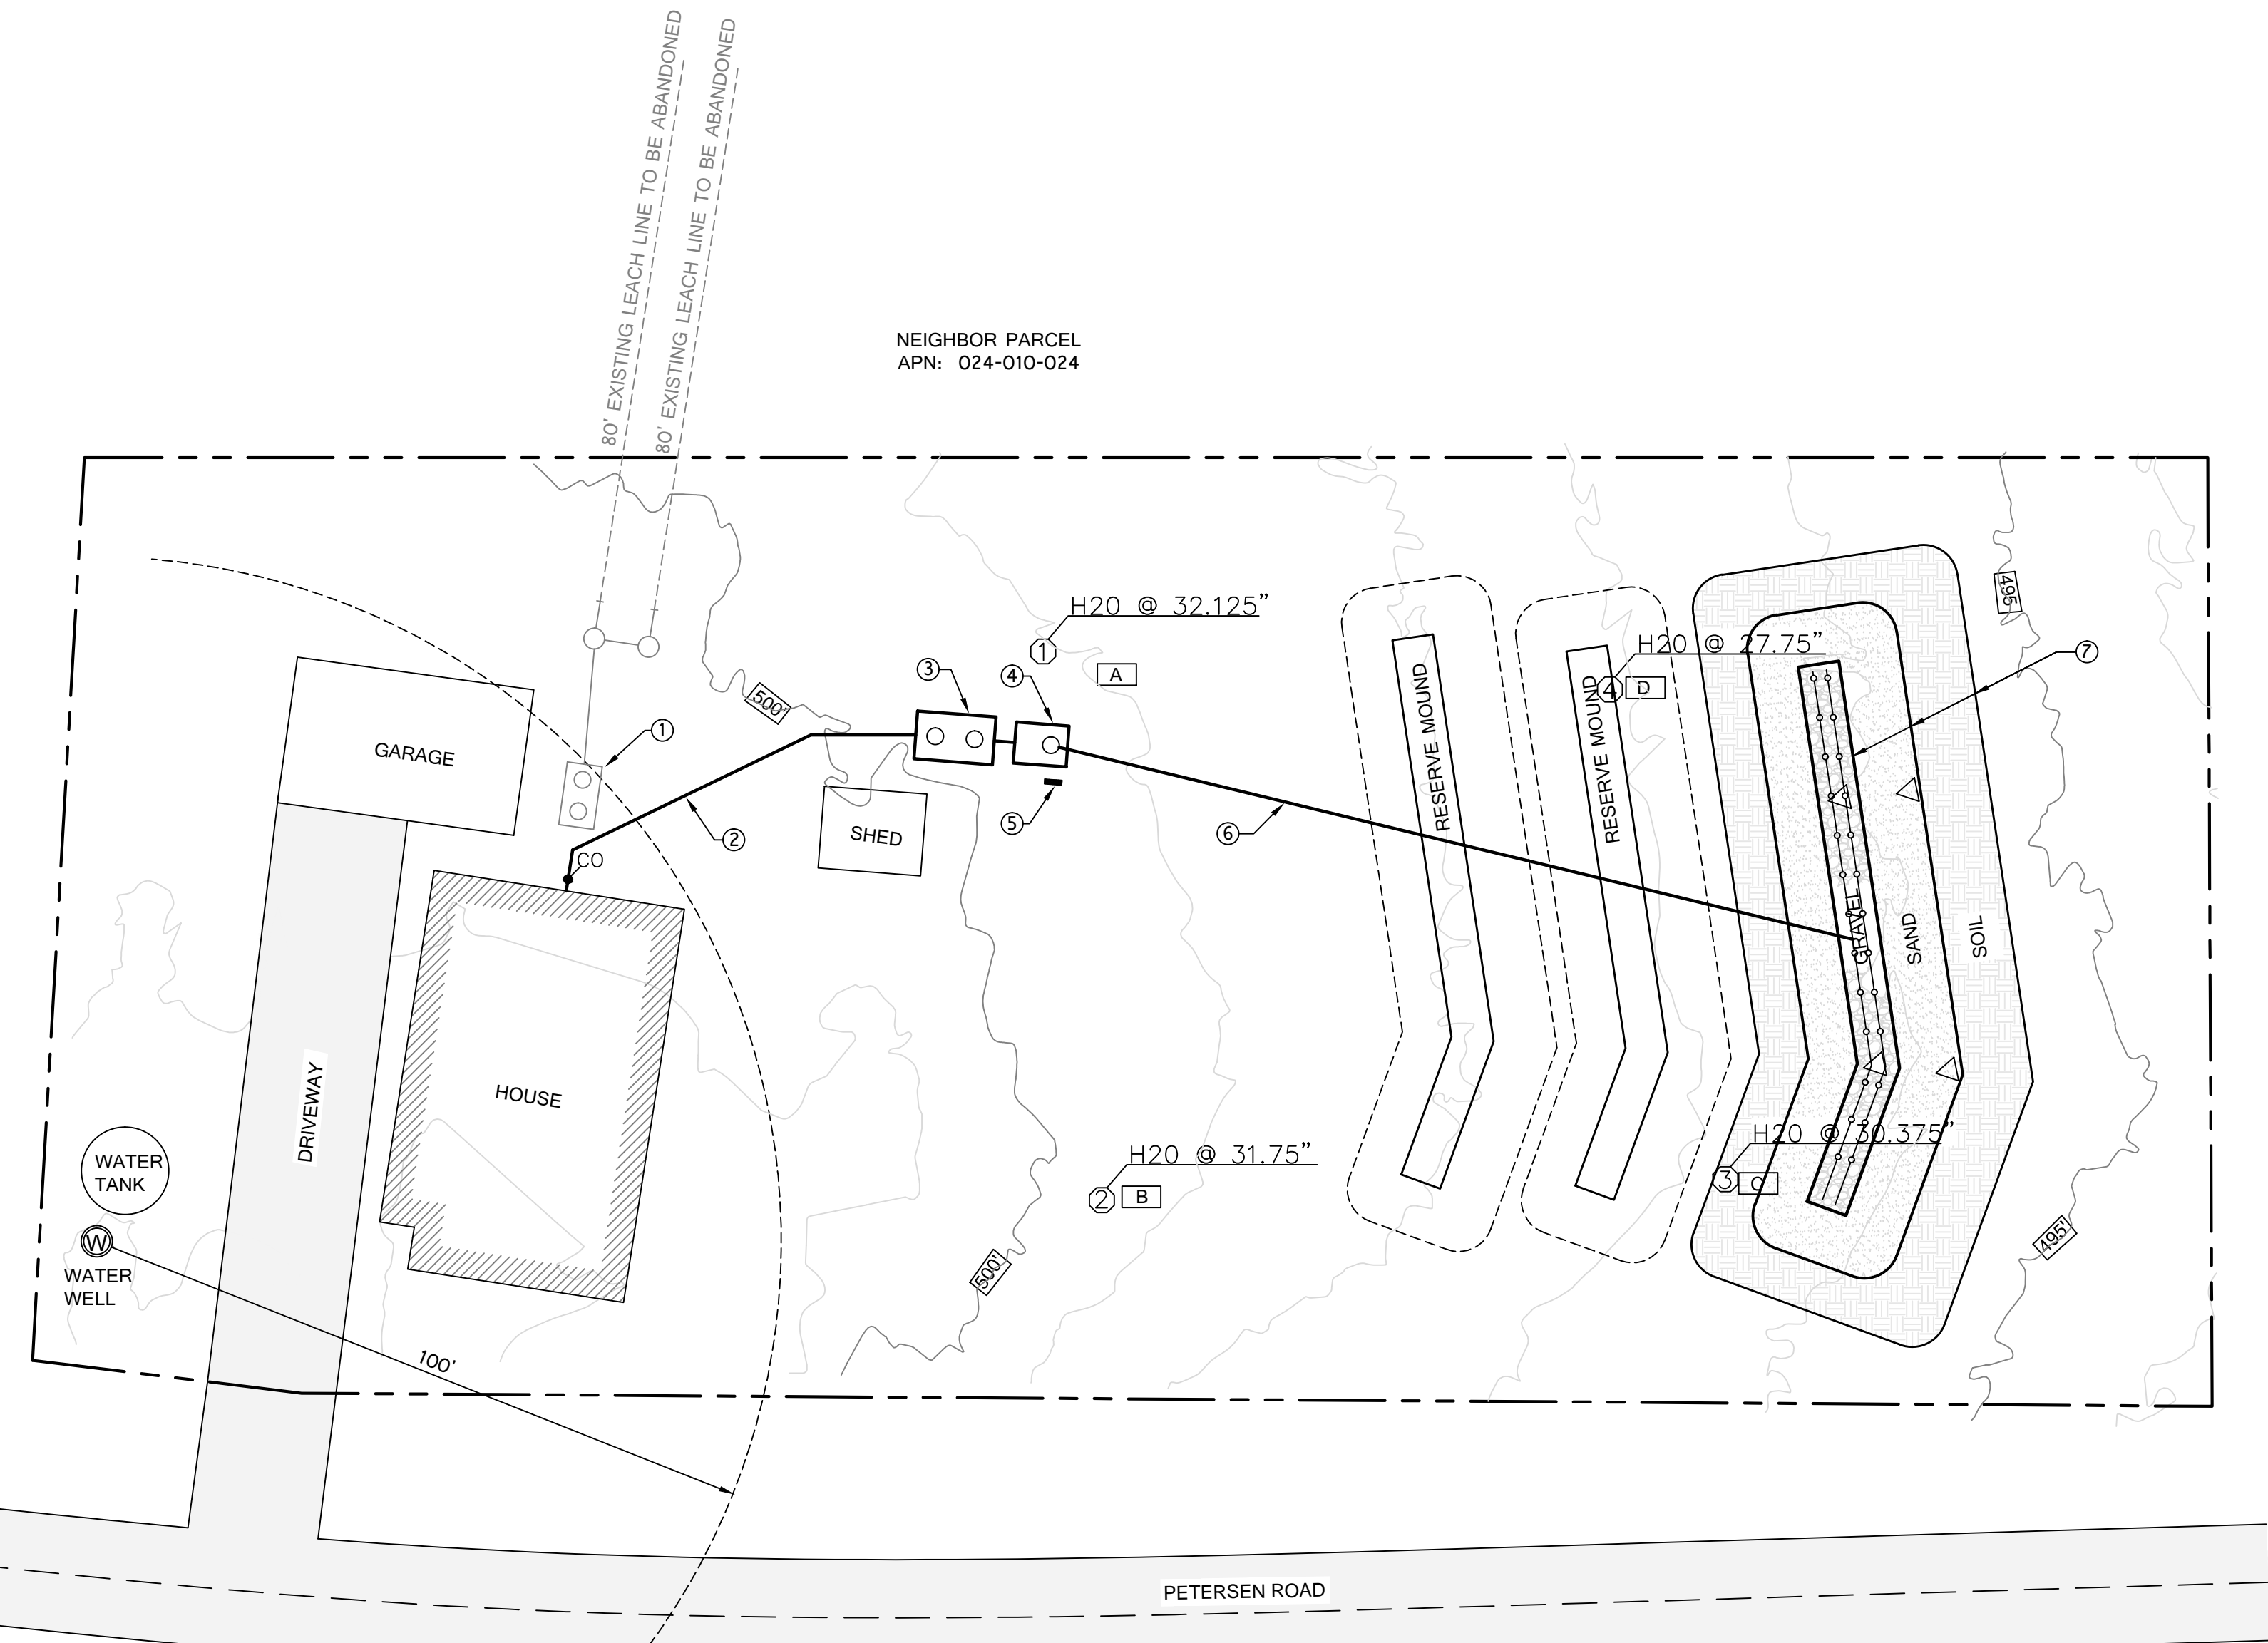 80' EXISTING LEACH LINE TO BE ABANDONED
80' EXISTING LEACH LINE TO BE ABANDONED
NEIGHBOR PARCEL
APN: 024-010-024
495
H20 @ 32.125”
1
A
H20 @ 27.75”
4
D
7
3
4
500'
1
GARAGE
RESERVE MOUND
RESERVE MOUND
2
SHED
5
6
CO
GRAVEL
SAND
SOIL
HOUSE
DRIVEWAY
WATER
TANK
H20 @ 31.75”
2
B
H20 @ 30.375”
3
C
W
WATER
WELL
500'
495'
100'
PETERSEN ROAD